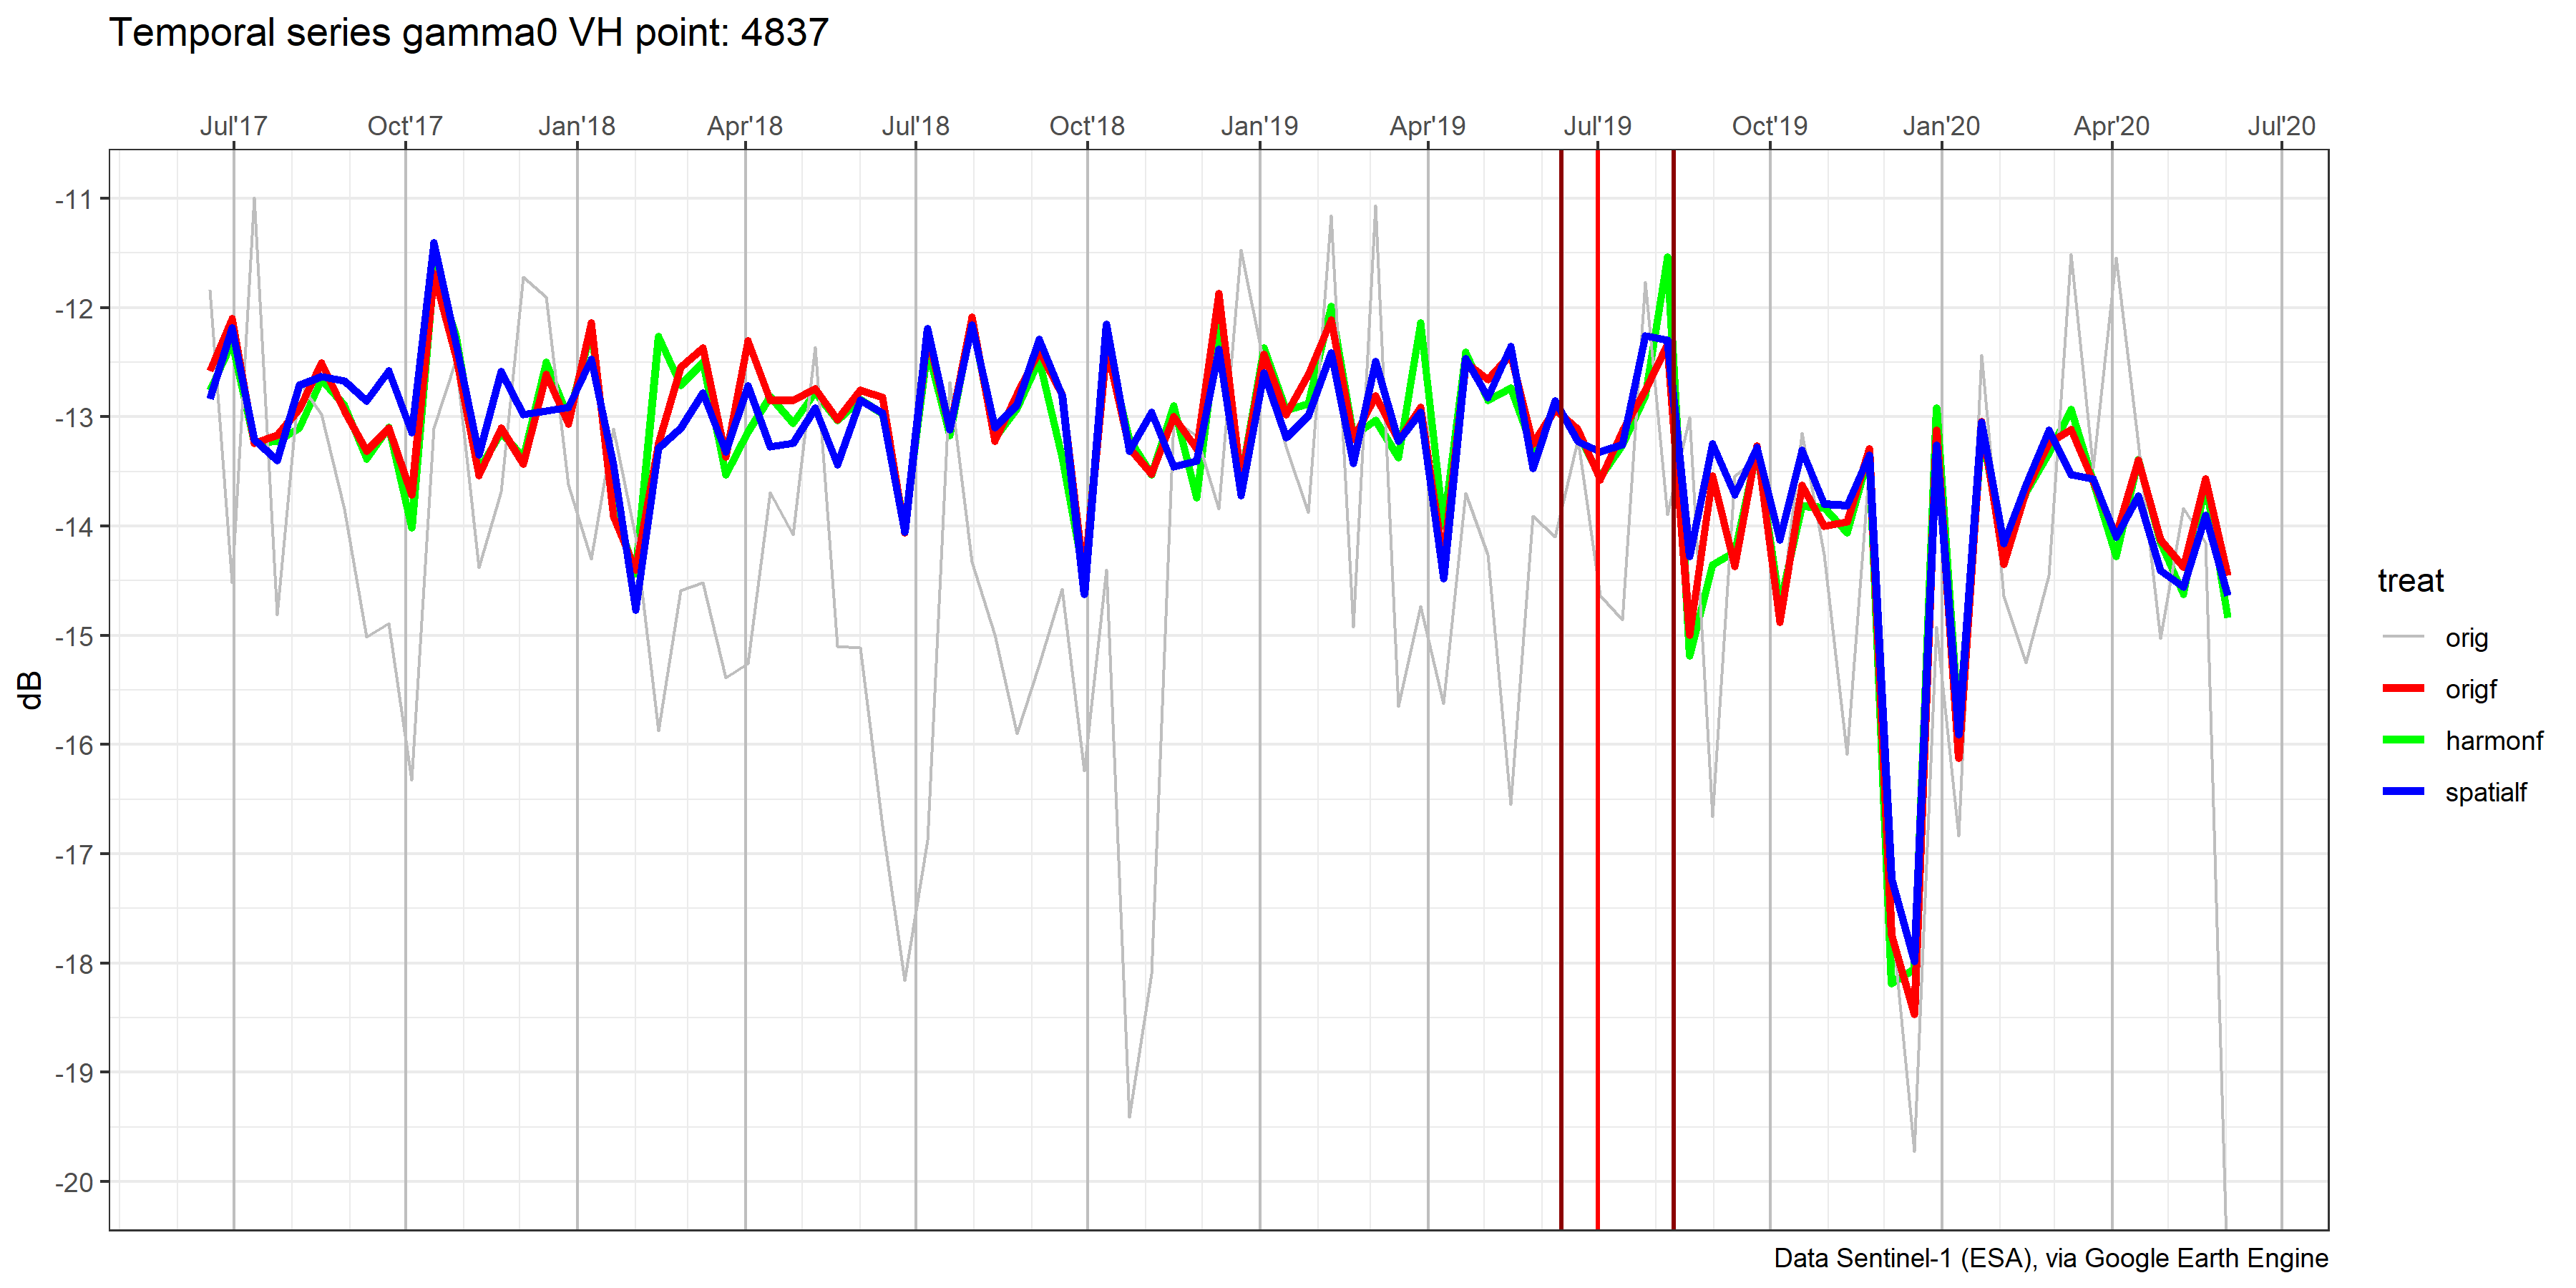 Temporal series gamma0 VH point: 4837
Jul'17 Oct'17 Jan'18 Apr'18 Jul'18 Oct'18 Jan'19 Apr'19 Jul'19 Oct'19 Jan'20 Apr'20 Jul'20
-11
-12
-13
-14
-15
-16
-17
-18
-19
-20
dB
treat
orig
origf
harmonf
spatialf
Data Sentinel-1 (ESA), via Google Earth Engine